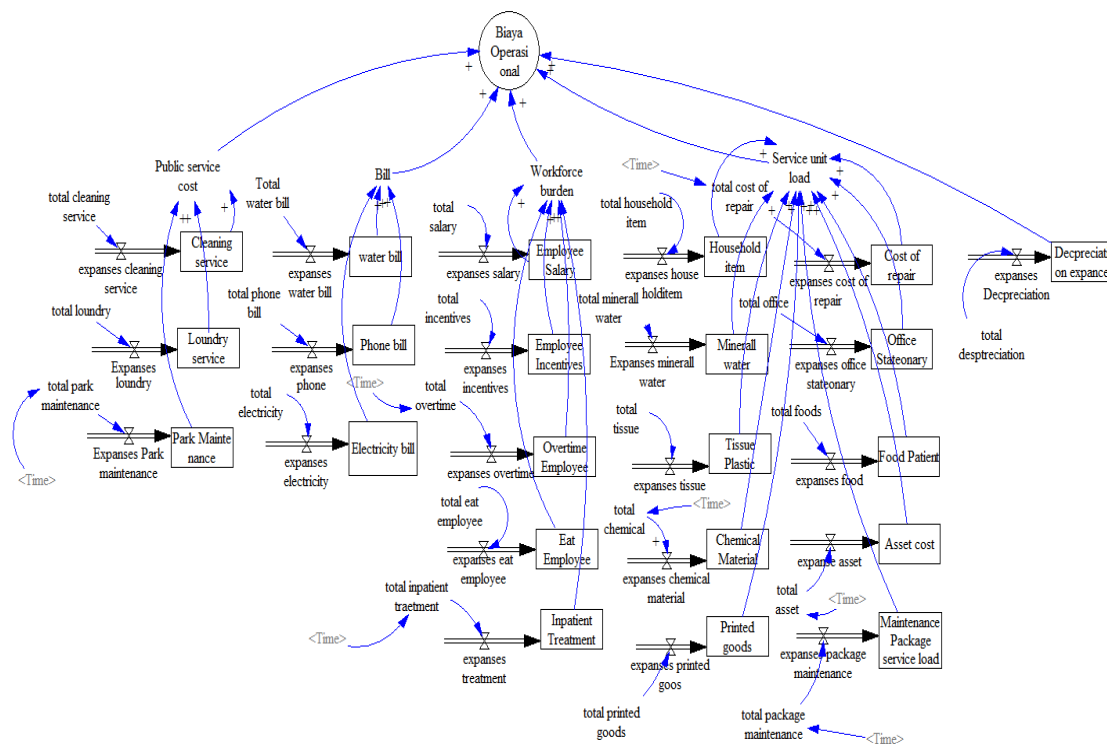 Biaya
Operasi
onal
+
+
+
+
+
+
Public service
cost
Bill
Workforce
burden
Service unit
load
<Time>
total cleaning
service
Total
water bill
total
salary
total household
item
total cost of
repair
Cleaning
service
expanses cleaning
service
water bill
expanses
water bill
Employee
Salary
expanses salary
Household
item
expanses house
holditem
Cost of
repair
expanses cost of
repair
Decpreciati
on expance
expanses
Decpreciation
total
desptreciation
total loundry
total phone
bill
total
incentives
total minerall
water
total office
Loundry
service
Expanses
loundry
Phone bill
expanses
phone
Employee
Incentives
expanses
incentives
Minerall
water
Expanses minerall
water
Office
Stateonary
expanses office
stateonary
<Time>
total park
maintenance
total
electricity
total
overtime
total
tissue
total foods
Park Mainte
nance
Expanses Park
maintenance
Electricity bill
expanses
electricity
Overtime
Employee
expanses overtime
Tissue
Plastic
expanses tissue
Food Patient
expanses food
<Time>
total eat
employee
total
chemical
<Time>
Eat
Employee
expanses eat
employee
+
Chemical
Material
expanses chemical
material
Asset cost
expanse asset
total
asset
<Time>
total inpatient
traetment
<Time>
Inpatient
Treatment
expanses
treatment
Printed
goods
expanses printed
goos
Maintenance
Package
service load
expanses package
maintenance
total printed
goods
total package
maintenance
<Time>